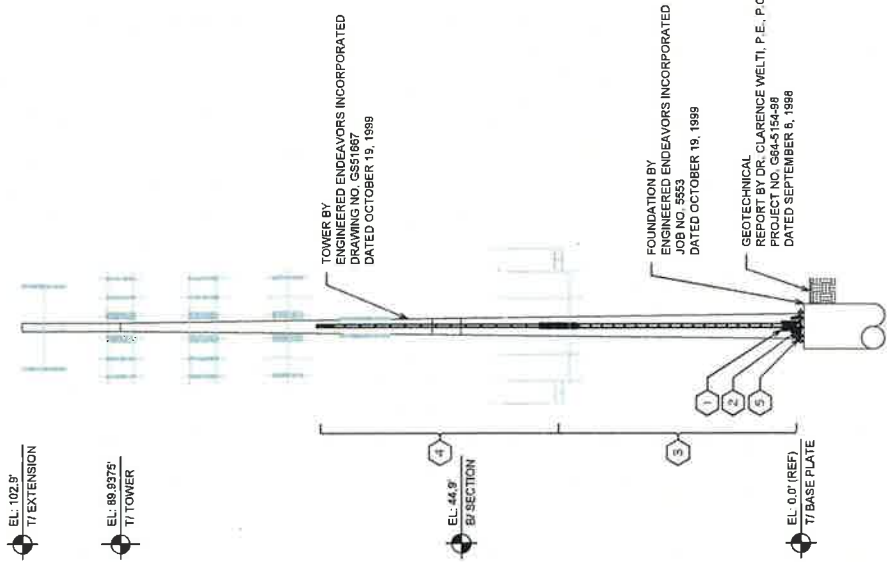 EL: 102.9'
T/ EXTENSION
EL: 89.9375'
T/ TOWER
EL: 44.9'
B/ SECTION
EL: 0.0' (REF)
T/ BASE PLATE
4
3
1
2
5
TOWER BY
ENGINEERED ENDEAVORS INCORPORATED
DRAWING NO. GS51667
DATED OCTOBER 19, 1999
FOUNDATION BY
ENGINEERED ENDEAVORS INCORPORATED
JOB NO. 5553
DATED OCTOBER 19, 1999
GEOTECHNICAL
REPORT BY DR. CLARENCE WELTI, P.E., P.C
PROJECT NO. G64-5154-98
DATED SEPTEMBER 8, 1998